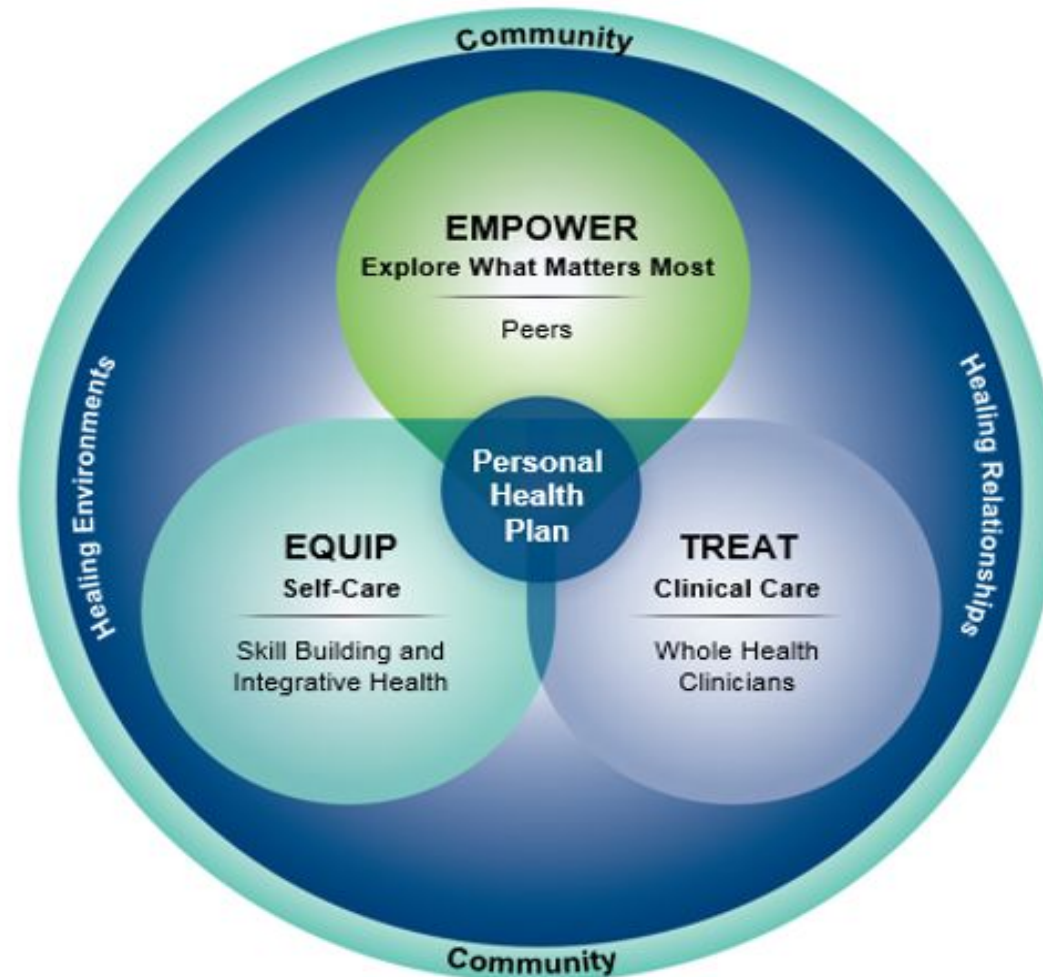 Community
EMPOWER
Explore What Matters Most
Peers
Healing Environments
Healing Relationships
Personal
Health
Plan
EQUIP
Self-Care
Skill Building and
Integrative Health
TREAT
Clinical Care
Whole Health
Clinicians
Community